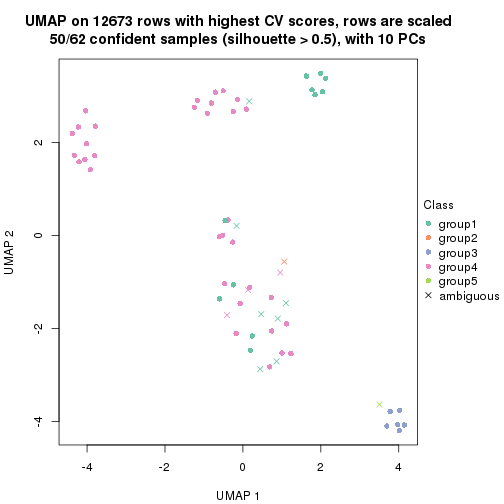 UMAP on 12673 rows with highest CV scores, rows are scaled
50/62 confident samples (silhouette > 0.5), with 10 PCs
UMAP 2
2
0
-2
-4
-4
-2
0
2
4
UMAP 1
Class
group1
group2
group3
group4
group5
ambiguous